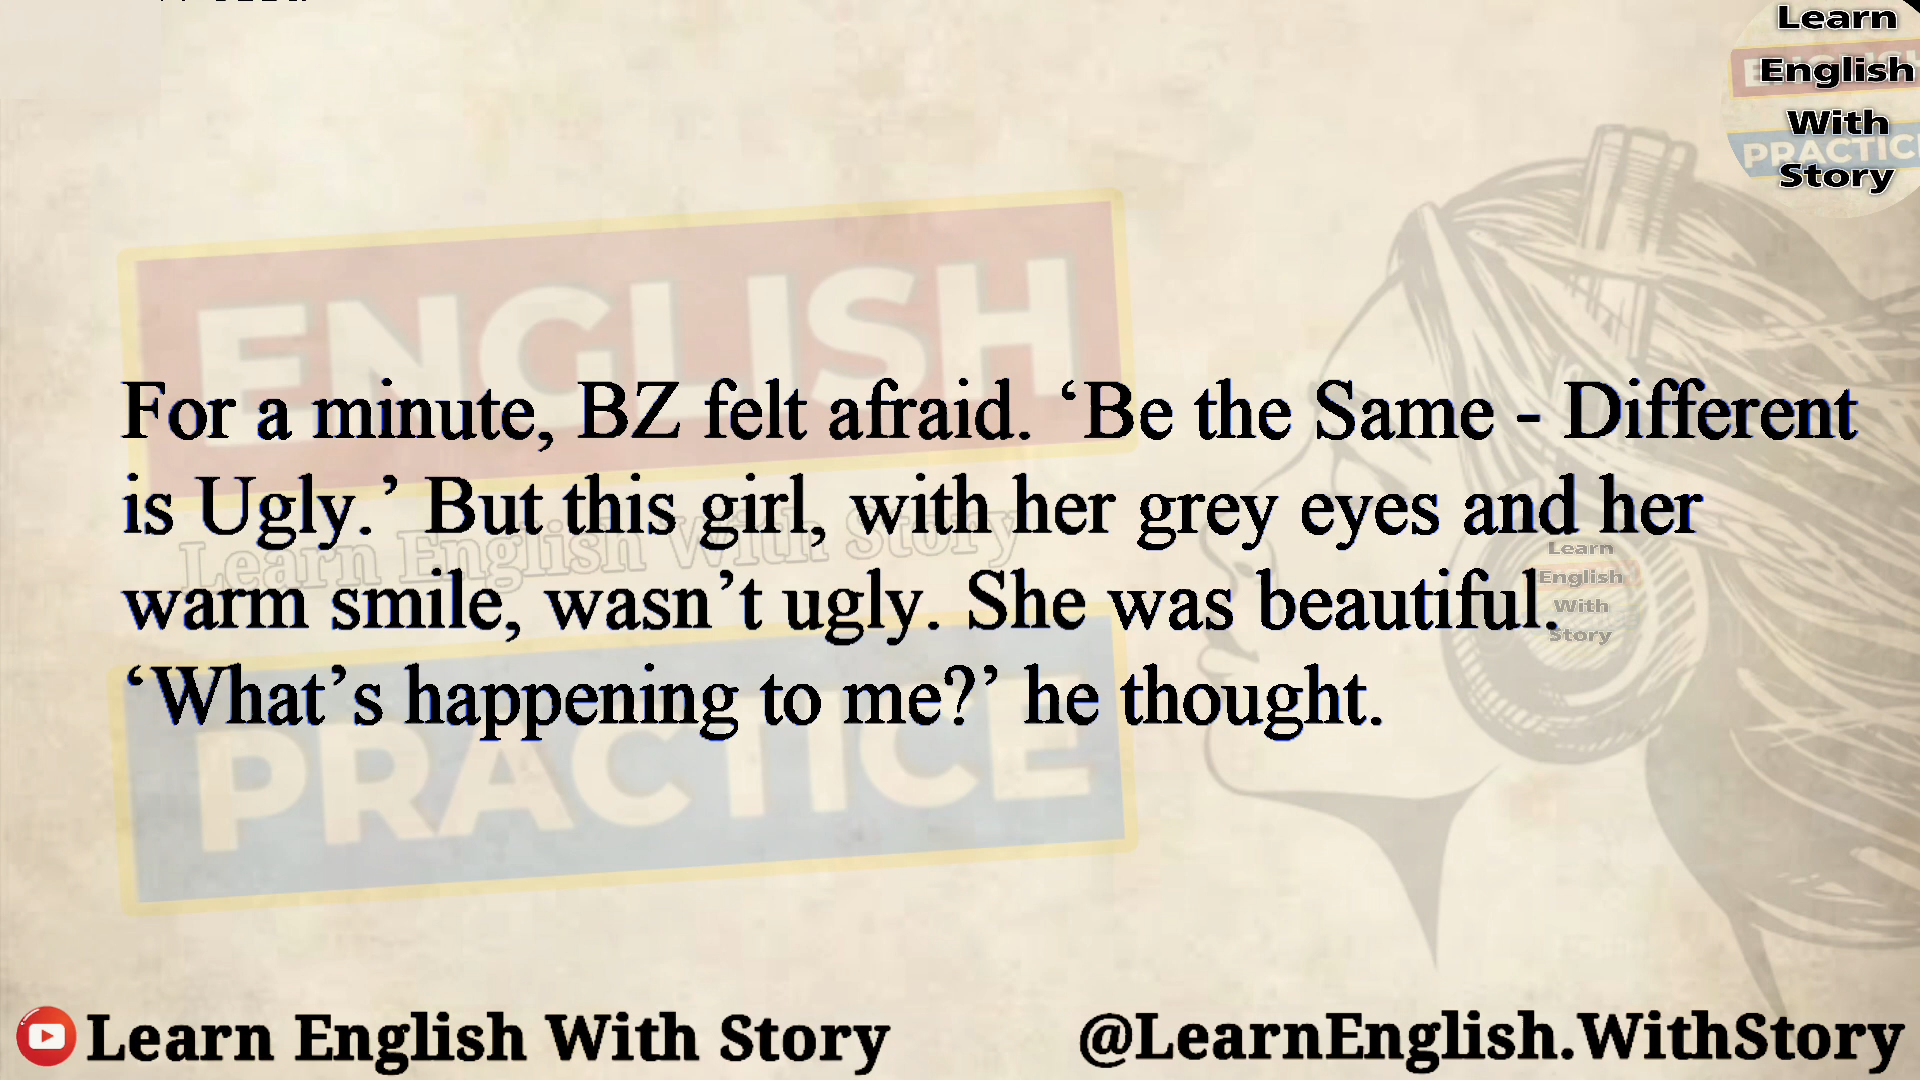 Learn
English
With
Story
ENGLISH
For a minute, BZ felt afraid. ‘Be the Same - Different
is Ugly.’ But this girl, with her grey eyes and her
Learn English With Story
warm smile, wasn’t ugly. She was beautiful.
‘What’s happening to me?’ he thought.
Learn
English
With
Story
PRACTICE
Learn English With Story
@LearnEnglish.WithStory